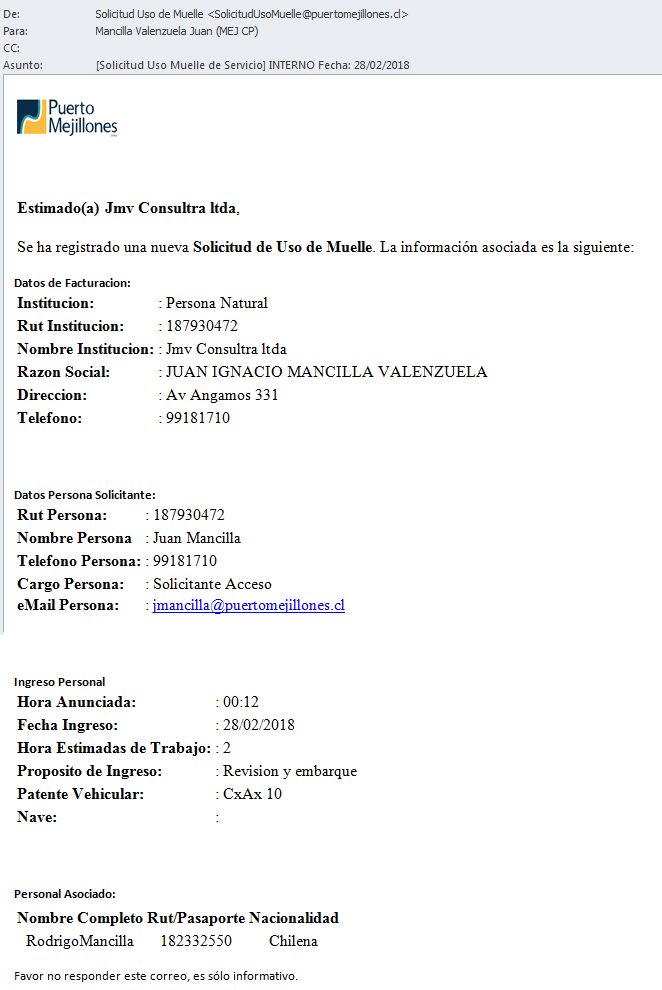 De: Solicitud Uso de Muelle <SolicitudUsoMuelle@puertomejillones.cl>
Para: Mancilla Valenzuela Juan (MEJ CP)
CC:
Asunto: [Solicitud Uso Muelle de Servicio] INTERNO Fecha: 28/02/2018
Puerto
Mejillones
Estimado(a) Jmv Consultra ltda,
Se ha registrado una nueva Solicitud de Uso de Muelle. La información asociada es la siguiente:
Datos de Facturacion:
Institucion: : Persona Natural
Rut Institucion: : 187930472
Nombre Institucion: : Jmv Consultra ltda
Razon Social: : JUAN IGNACIO MANCILLA VALENZUELA
Direccion: : Av Angamos 331
Telefono: : 99181710
Datos Persona Solicitante:
Rut Persona: : 187930472
Nombre Persona : Juan Mancilla
Telefono Persona: : 99181710
Cargo Persona: : Solicitante Acceso
eMail Persona: : jmancilla@puertomejillones.cl
Ingreso Personal
Hora Anunciada: : 00:12
Fecha Ingreso: : 28/02/2018
Hora Estimadas de Trabajo: : 2
Proposito de Ingreso: : Revision y embarque
Patente Vehicular: : CxAx 10
Nave: :
Personal Asociado:
Nombre Completo Rut/Pasaporte Nacionalidad
RodrigoMancilla 182332550 Chilena
Favor no responder este correo, es sólo informativo.